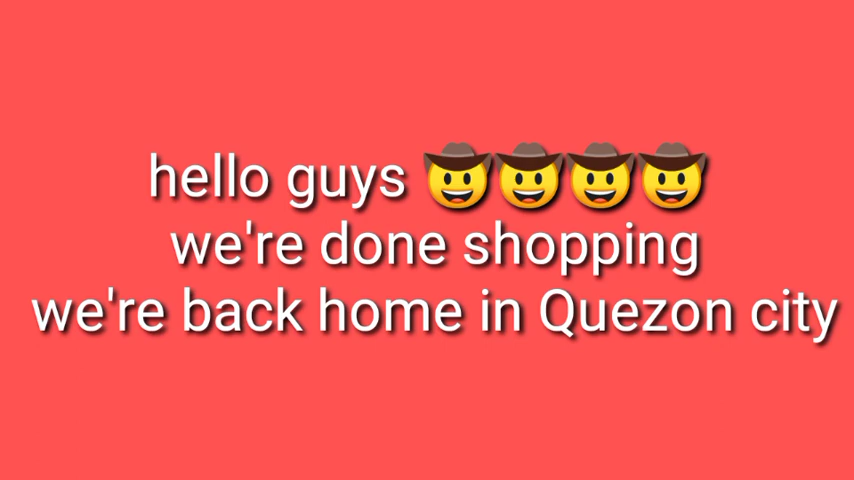 hello guys 🤠🤠🤠🤠
we're done shopping
we're back home in Quezon city